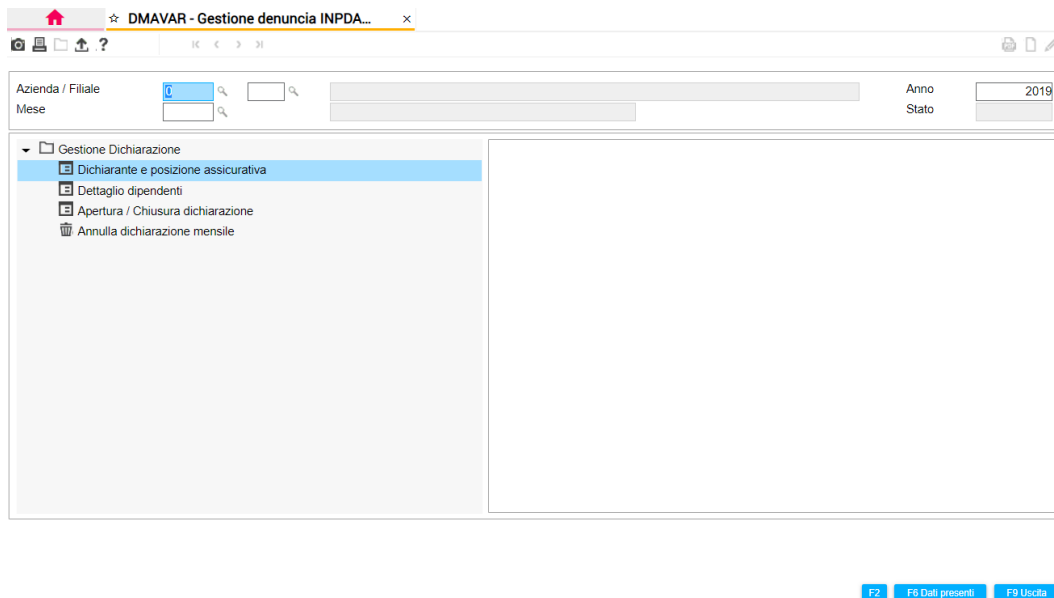 ☆ DMAVAR - Gestione denuncia INPDA... ×
?
Azienda / Filiale 0 Anno 2019
Mese Stato
Gestione Dichiarazione
Dichiarante e posizione assicurativa
Dettaglio dipendenti
Apertura / Chiusura dichiarazione
Annulla dichiarazione mensile
F2 F6 Dati presenti F9 Uscita